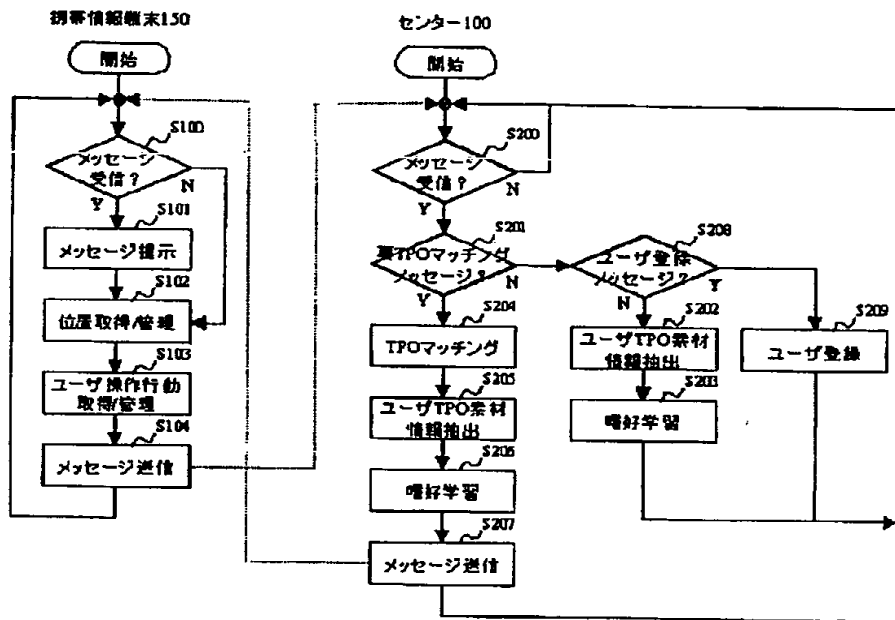 携帯情報端末150
開始
S100
メッセージ
受信?
N
Y
S101
メッセージ提示
S102
位置取得/管理
S103
ユーザ操作行動
取得/管理
S104
メッセージ送信
センター100
開始
S200
メッセージ
受信?
N
Y
S201
要TPOマッチング
メッセージ?
N
Y
S204
TPOマッチング
S205
ユーザTPO素材
情報抽出
S206
嗜好学習
S207
メッセージ送信
S208
ユーザ登録
メッセージ?
Y
N
S202
ユーザTPO素材
情報抽出
S203
嗜好学習
S209
ユーザ登録